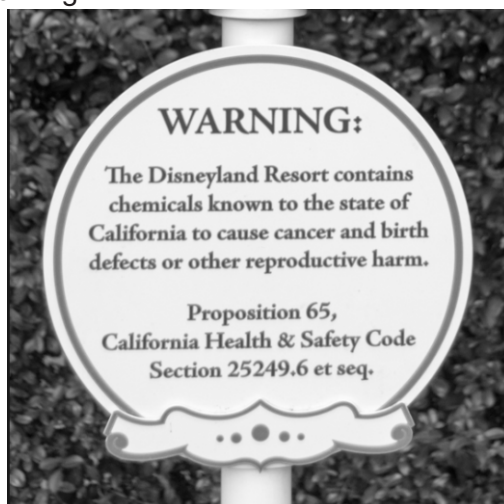 WARNING:
The Disneyland Resort contains
chemicals known to the state of
California to cause cancer and birth
defects or other reproductive harm.
Proposition 65,
California Health & Safety Code
Section 25249.6 et seq.